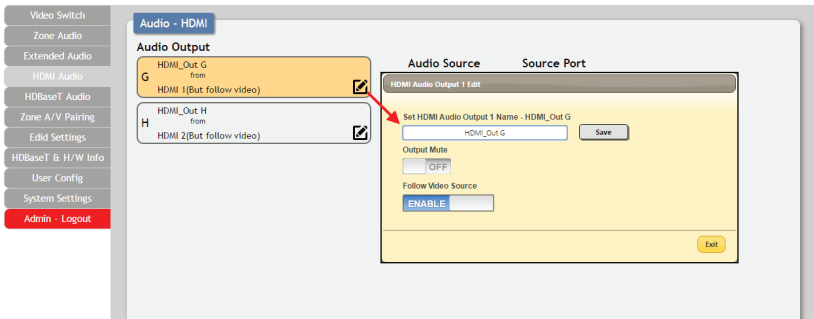 Video Switch
Zone Audio
Extended Audio
HDMI Audio
HDBaseT Audio
Zone A/V Pairing
Edid Settings
HDBaseT & H/W Info
User Config
System Settings
Admin - Logout
Audio - HDMI
Audio Output
HDMI_Out G
G
from
HDMI 1(But follow video)
HDMI_Out H
H
from
HDMI 2(But follow video)
Audio Source Source Port
HDMI Audio Output 1 Edit
Set HDMI Audio Output 1 Name - HDMI_Out G
HDMI_Out G Save
Output Mute
OFF
Follow Video Source
ENABLE
Exit